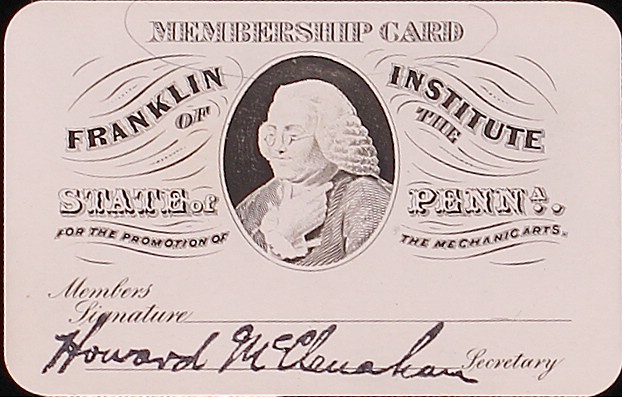 MEMBERSHIP CARD
FRANKLIN INSTITUTE
OF THE
STATE of PENNA.
FOR THE PROMOTION OF THE MECHANIC ARTS.
Members
Signature
Howard McClenahan Secretary